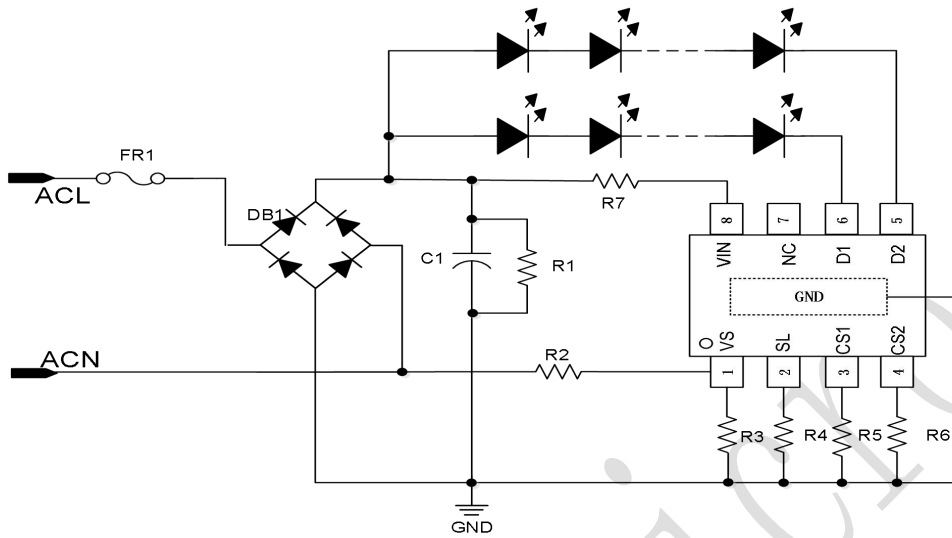 FR1
ACL
DB1
R7
C1
R1
8
7
6
5
VIN
NC
D1
D2
GND
ACN
R2
VS
SL
CS1
CS2
1
2
3
4
R3
R4
R5
R6
GND